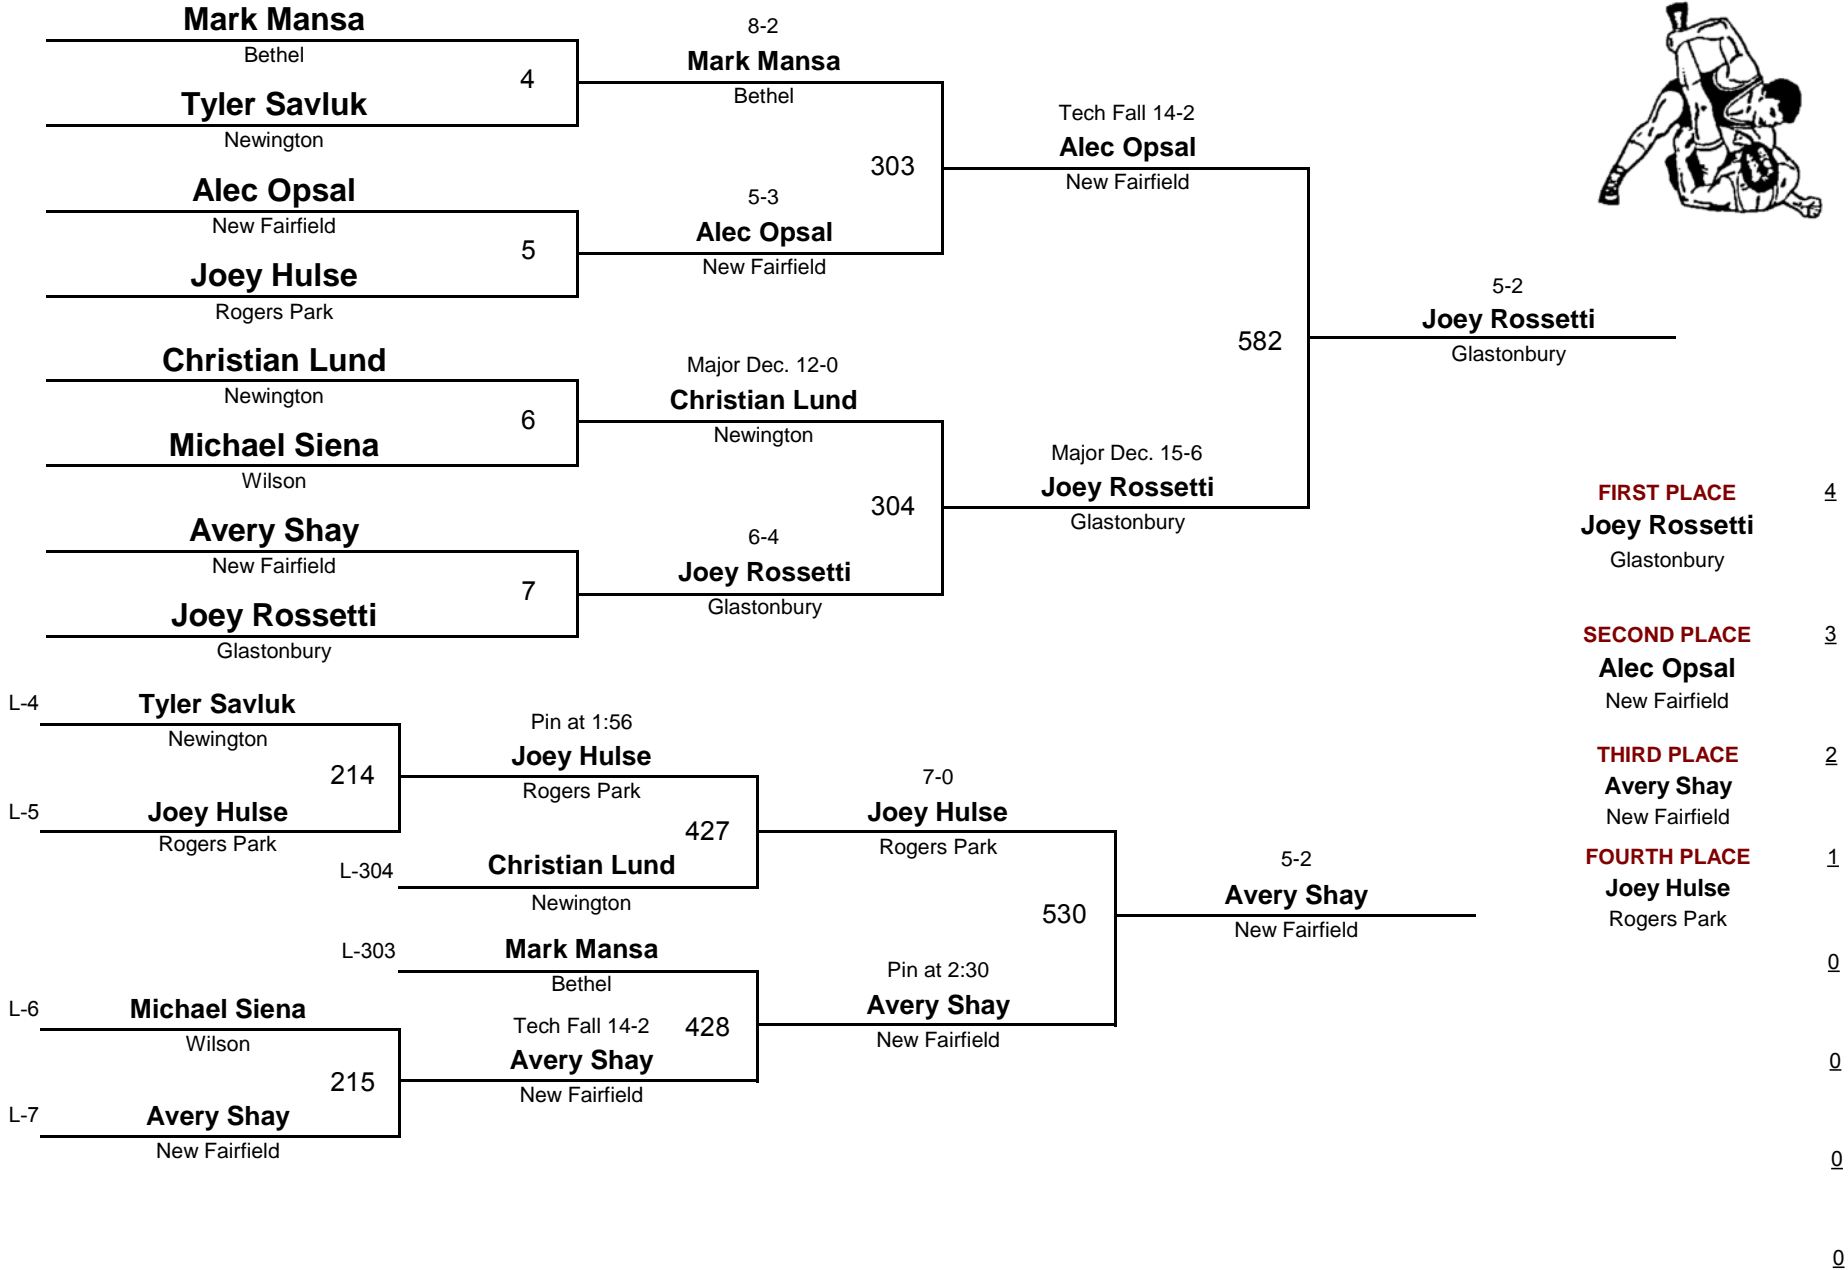 Mark Mansa
Bethel
4
Tyler Savluk
Newington
Alec Opsal
New Fairfield
5
Joey Hulse
Rogers Park
Christian Lund
Newington
6
Michael Siena
Wilson
Avery Shay
New Fairfield
7
Joey Rossetti
Glastonbury
8-2
Mark Mansa
Bethel
303
5-3
Alec Opsal
New Fairfield
Major Dec. 12-0
Christian Lund
Newington
304
6-4
Joey Rossetti
Glastonbury
Tech Fall 14-2
Alec Opsal
New Fairfield
582
Major Dec. 15-6
Joey Rossetti
Glastonbury
5-2
Joey Rossetti
Glastonbury
L-4 Tyler Savluk
Newington
214
L-5 Joey Hulse
Rogers Park
L-6 Michael Siena
Wilson
215
L-7 Avery Shay
New Fairfield
Pin at 1:56
Joey Hulse
Rogers Park
427
L-304 Christian Lund
Newington
L-303 Mark Mansa
Bethel
Tech Fall 14-2 428
Avery Shay
New Fairfield
7-0
Joey Hulse
Rogers Park
530
Pin at 2:30
Avery Shay
New Fairfield
5-2
Avery Shay
New Fairfield
FIRST PLACE 4
Joey Rossetti
Glastonbury
SECOND PLACE 3
Alec Opsal
New Fairfield
THIRD PLACE 2
Avery Shay
New Fairfield
FOURTH PLACE 1
Joey Hulse
Rogers Park
0
0
0
0